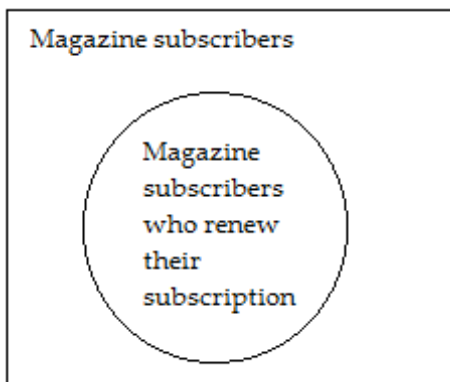 Magazine subscribers
Magazine
subscribers
who renew
their
subscription